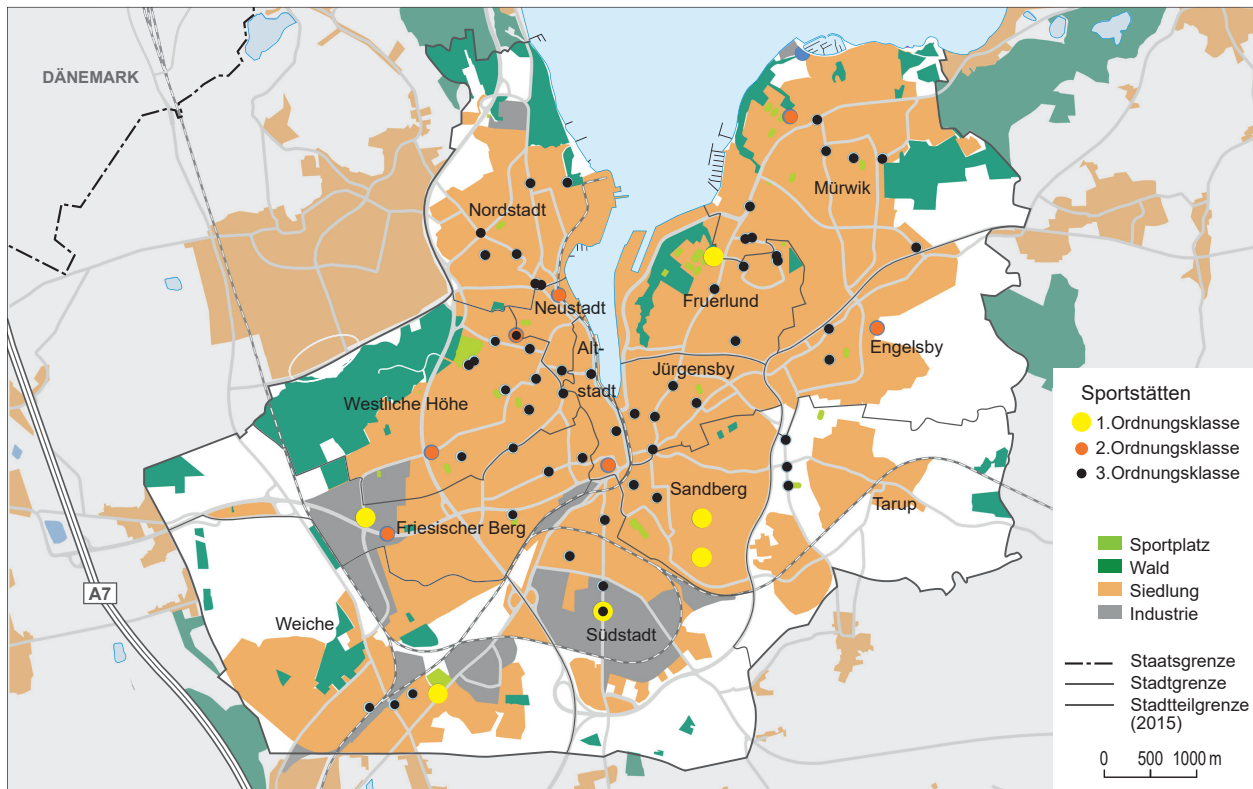 DÄNEMARK
Nordstadt
Mürwik
Neustadt
Fruerlund
Alt-
stadt
Engelsby
Jürgensby
Westliche Höhe
Sandberg
Tarup
Friesischer Berg
A7
Weiche
Südstadt
Sportstätten
1.Ordnungsklasse
2.Ordnungsklasse
3.Ordnungsklasse
Sportplatz
Wald
Siedlung
Industrie
Staatsgrenze
Stadtgrenze
Stadtteilgrenze
(2015)
0 500 1000 m